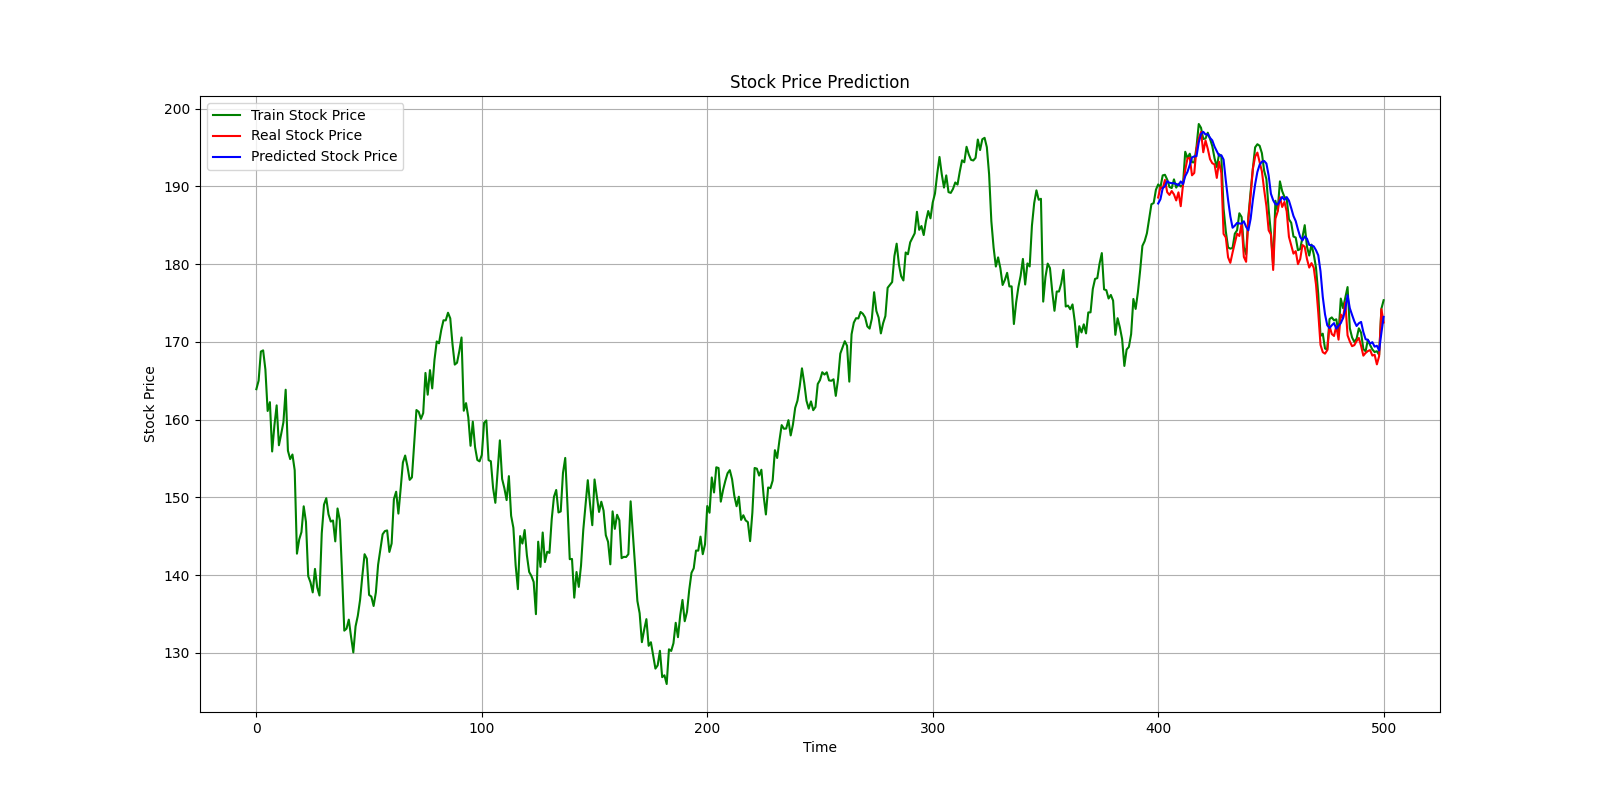 Stock Price Prediction
Train Stock Price
Real Stock Price
Predicted Stock Price
200
190
180
170
160
150
140
130
Stock Price
0 100 200 300 400 500
Time